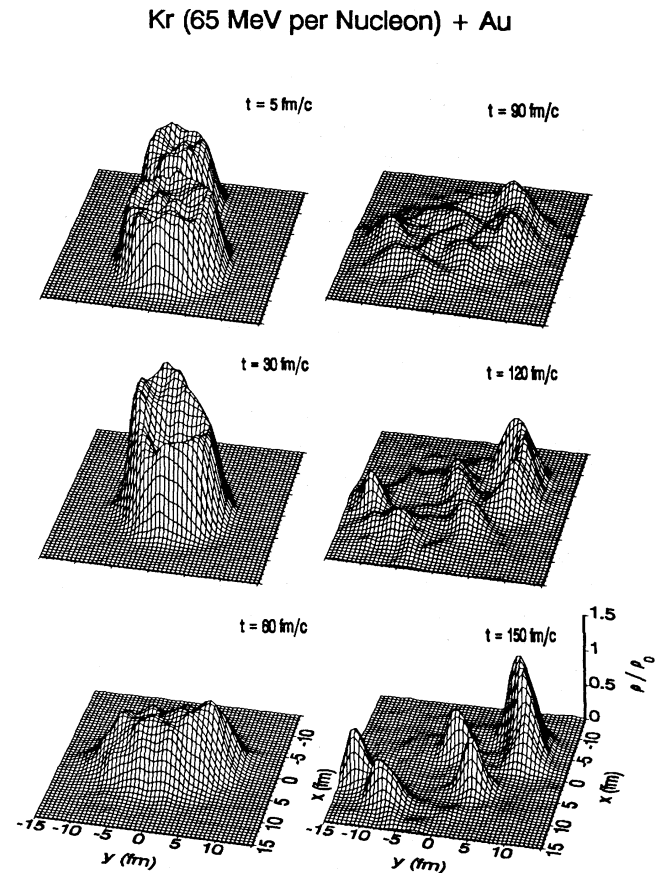 Kr (65 MeV per Nucleon) + Au
t = 5 fm/c
t = 90 fm/c
t = 30 fm/c
t = 120 fm/c
t = 60 fm/c
t = 150 fm/c
1.5
1
0.5
0
ρ / ρ0
-10
-5
0
5
10
15
x (fm)
-15 -10 -5 0 5 10
y (fm)
-10
-5
0
5
10
15
x (fm)
-15 -10 -5 0 5 10
y (fm)